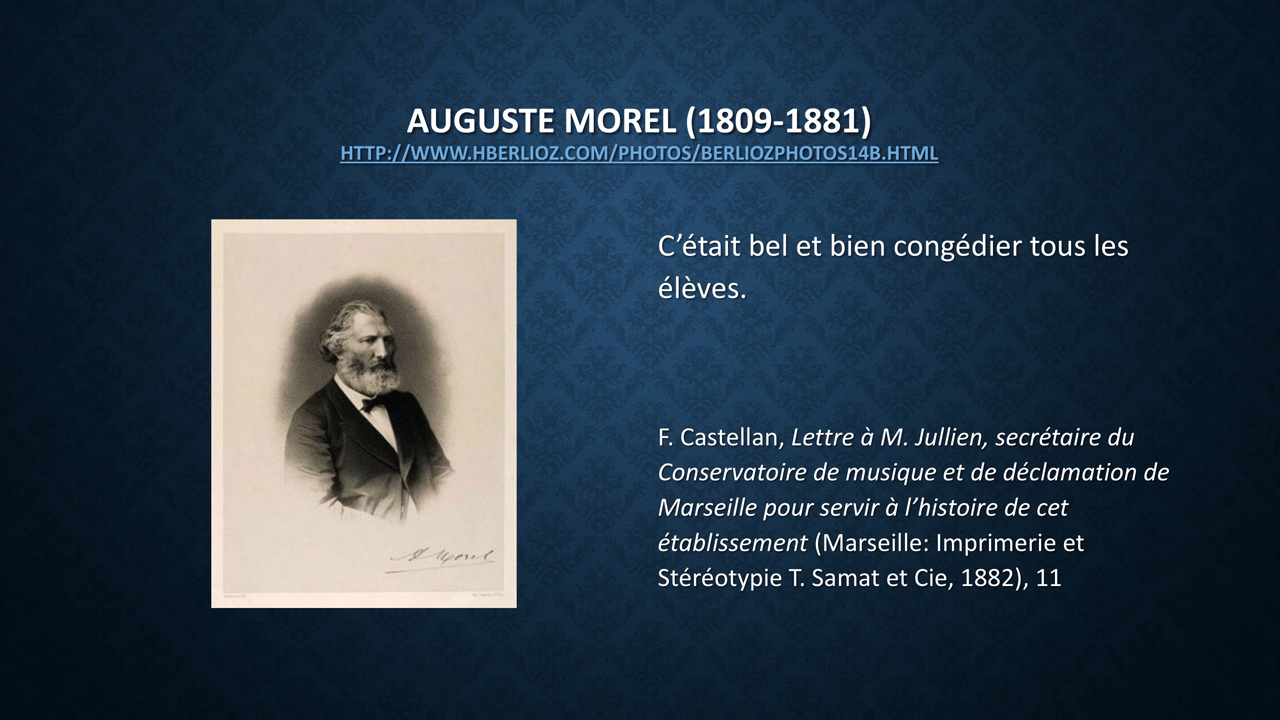 AUGUSTE MOREL (1809-1881)
HTTP://WWW.HBERLIOZ.COM/PHOTOS/BERLIOZPHOTOS14B.HTML
C’était bel et bien congédier tous les
élèves.
F. Castellan, Lettre à M. Jullien, secrétaire du
Conservatoire de musique et de déclamation de
Marseille pour servir à l’histoire de cet
établissement (Marseille: Imprimerie et
Stéréotypie T. Samat et Cie, 1882), 11
A Morel